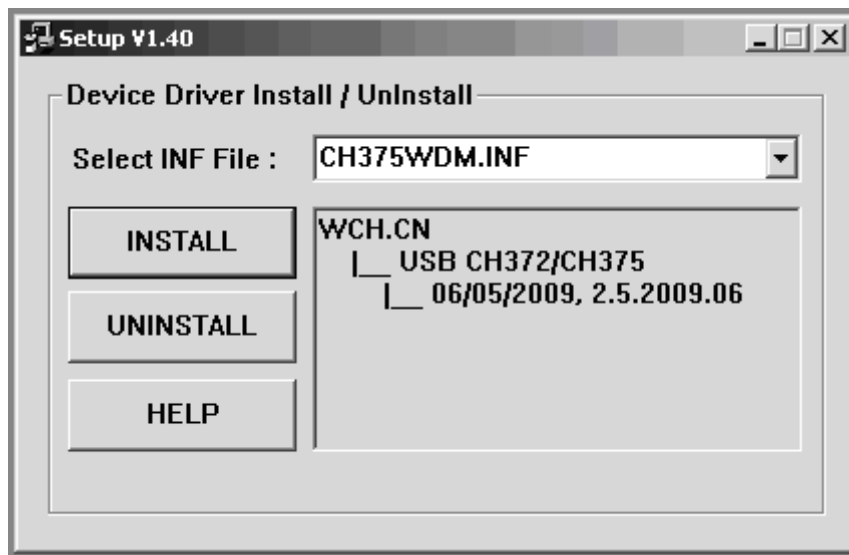 Setup V1.40
Device Driver Install / UnInstall
Select INF File :
CH375WDM.INF
INSTALL
WCH.CN
|__ USB CH372/CH375
|__ 06/05/2009, 2.5.2009.06
UNINSTALL
HELP